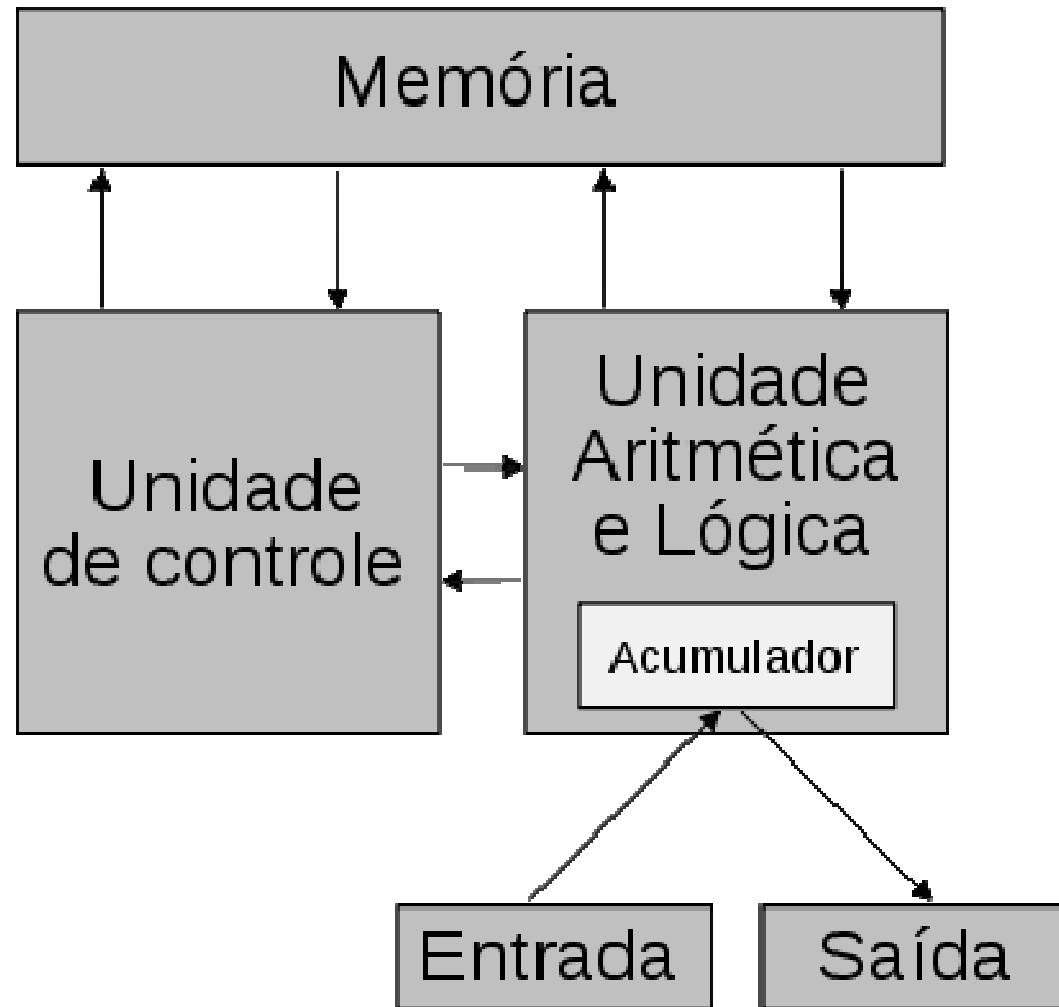 Memória
Unidade
de controle
Unidade
Aritmética
e Lógica
Acumulador
Entrada
Saída